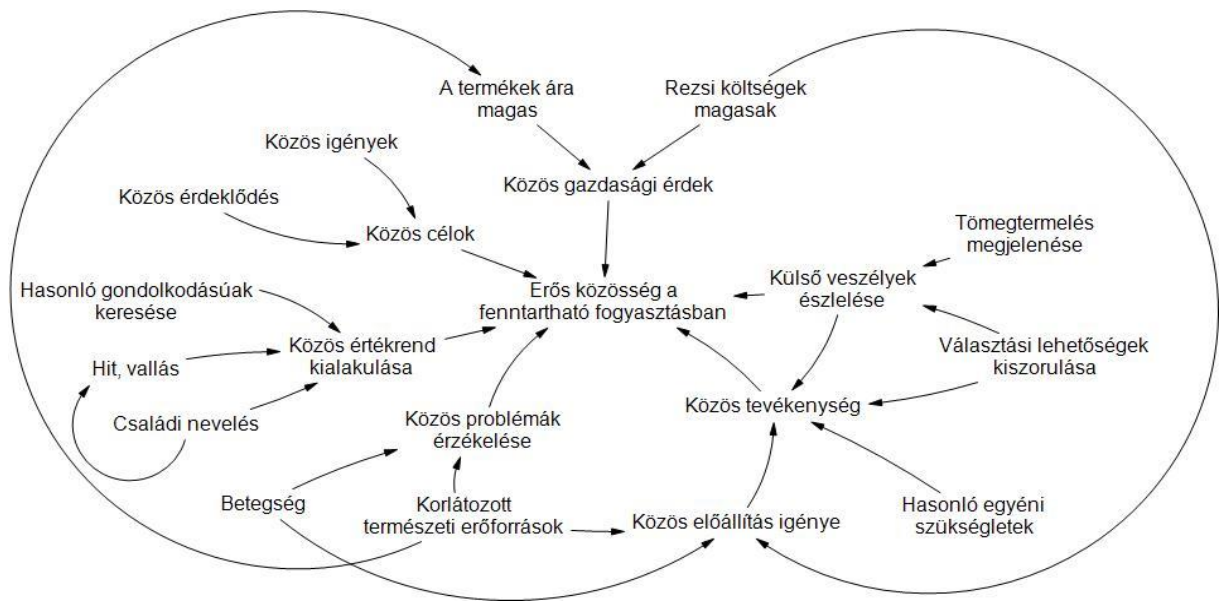 A termékek ára
magas
Rezsi költségek
magasak
Közös igények
Közös gazdasági érdek
Közös érdeklődés
Közös célok
Tömegtermelés
megjelenése
Hasonló gondolkodásúak
keresése
Erős közösség a
fenntartható fogyasztásban
Külső veszélyek
észlelése
Közös értékrend
kialakulása
Hit, vallás
Választási lehetőségek
kiszorulása
Családi nevelés
Közös problémák
érzékelése
Közös tevékenység
Betegség
Korlátozott
természeti erőforrások
Közös előállítás igénye
Hasonló egyéni
szükségletek